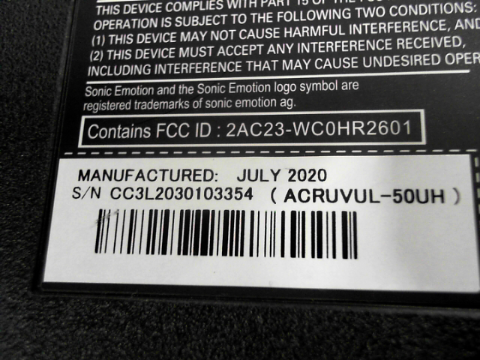 THIS DEVICE COMPLIES WITH PART 15 OF THE
OPERATION IS SUBJECT TO THE FOLLOWING TWO CONDITIONS:
(1) THIS DEVICE MAY NOT CAUSE HARMFUL INTERFERENCE, AND
(2) THIS DEVICE MUST ACCEPT ANY INTERFERENCE RECEIVED,
INCLUDING INTERFERENCE THAT MAY CAUSE UNDESIRED OPER
Sonic Emotion and the Sonic Emotion logo symbol are
registered trademarks of sonic emotion ag.
Contains FCC ID : 2AC23-WC0HR2601
MANUFACTURED: JULY 2020
S/N CC3L2030103354 ( ACRUVUL-50UH )